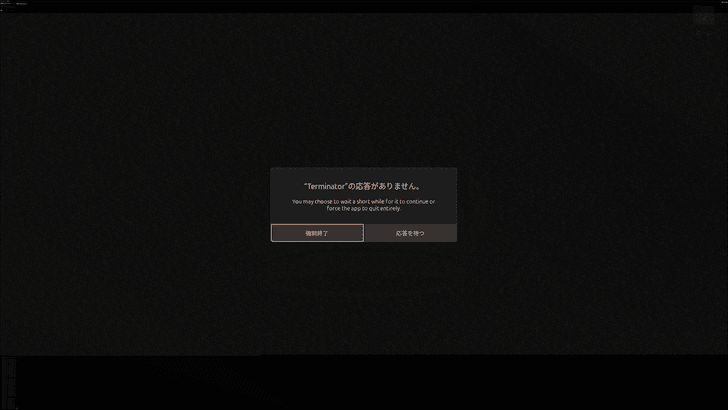 “Terminator”の応答がありません。
You may choose to wait a short while for it to continue or
force the app to quit entirely.
強制終了
応答を待つ